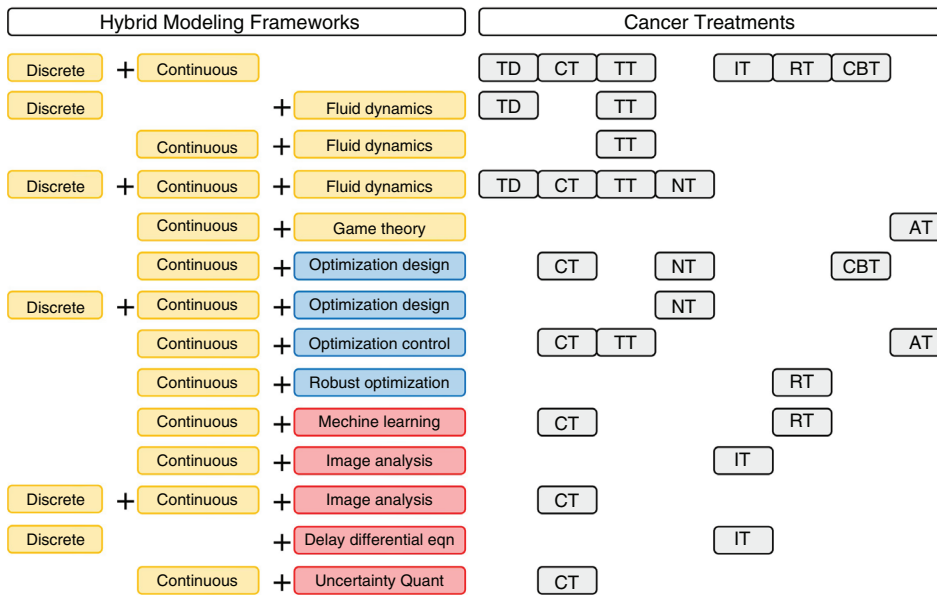 Hybrid Modeling Frameworks Cancer Treatments
Discrete + Continuous TD CT TT IT RT CBT
Discrete + Fluid dynamics TD TT
Continuous + Fluid dynamics TT
Discrete + Continuous + Fluid dynamics TD CT TT NT
Continuous + Game theory AT
Continuous + Optimization design CT NT CBT
Discrete + Continuous + Optimization design NT
Continuous + Optimization control CT TT AT
Continuous + Robust optimization RT
Continuous + Mechine learning CT RT
Continuous + Image analysis IT
Discrete + Continuous + Image analysis CT
Discrete + Delay differential eqn IT
Continuous + Uncertainty Quant CT